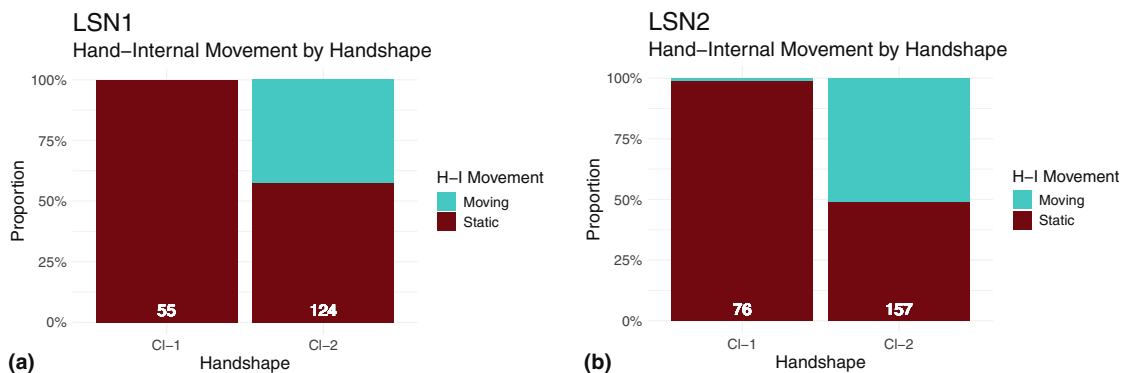 LSN1
Hand–Internal Movement by Handshape
100%
75%
50%
25%
0%
Proportion
55
124
Cl–1
Cl–2
Handshape
H–I Movement
Moving
Static
(a)
LSN2
Hand–Internal Movement by Handshape
100%
75%
50%
25%
0%
Proportion
76
157
Cl–1
Cl–2
Handshape
H–I Movement
Moving
Static
(b)